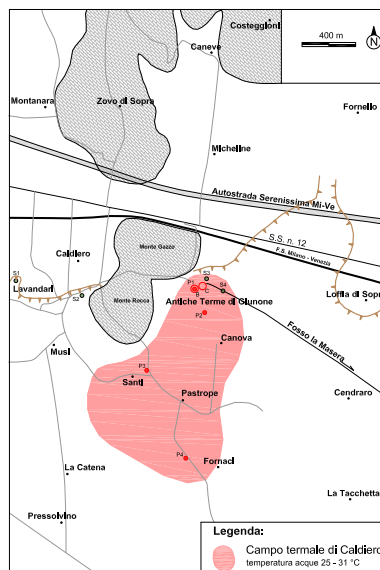 Costeggioni
400 m
N
Caneve
Montanara
Zovo di Sopra
Fornello
Micheline
Autostrada Serenissima Mi-Ve
S.S. n. 12
F.S. Milano - Venezia
Monte Gazzo
Caldiero
S1
S3
Lavandari
P1
S4
S2
B
C
Monte Rocca
Antiche Terme di Giunone
Loffia di Sopra
P2
Fosso la Masera
Musi
Canova
P3
Santi
Pastrope
Cendraro
P4
La Catena
Fornaci
La Tacchetta
Pressolvino
Legenda:
Campo termale di Caldiero
temperatura acque 25 - 31 °C